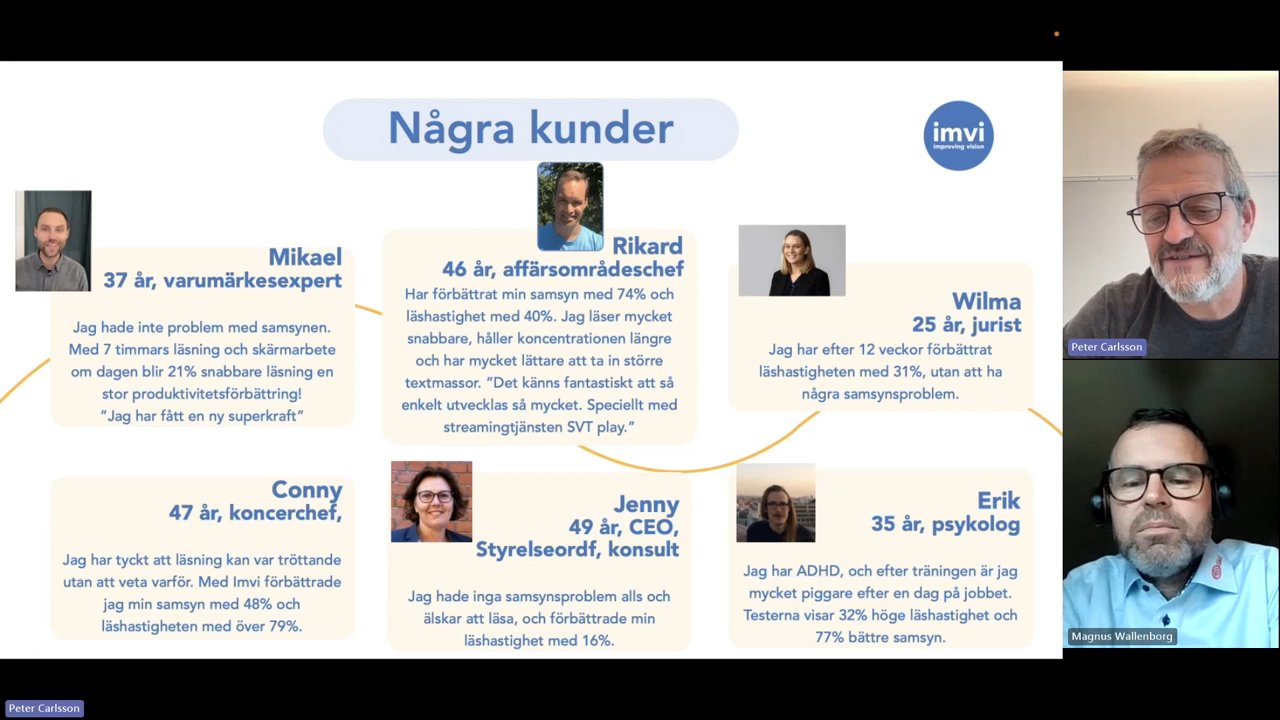 Några kunder
imvi
improving vision
Mikael
37 år, varumärkesexpert
Jag hade inte problem med samsynen.
Med 7 timmars läsning och skärmarbete
om dagen blir 21% snabbare läsning en
stor produktivitetsförbättring!
“Jag har fått en ny superkraft”
Rikard
46 år, affärsområdeschef
Har förbättrat min samsyn med 74% och
läshastighet med 40%. Jag läser mycket
snabbare, håller koncentrationen längre
och har mycket lättare att ta in större
textmassor. “Det känns fantastiskt att så
enkelt utvecklas så mycket. Speciellt med
streamingtjänsten SVT play.”
Wilma
25 år, jurist
Jag har efter 12 veckor förbättrat
läshastigheten med 31%, utan att ha
några samsynsproblem.
Conny
47 år, koncerchef,
Jag har tyckt att läsning kan var tröttande
utan att veta varför. Med Imvi förbättrade
jag min samsyn med 48% och
läshastigheten med över 79%.
Jenny
49 år, CEO,
Styrelseordf, konsult
Jag hade inga samsynsproblem alls och
älskar att läsa, och förbättrade min
läshastighet med 16%.
Erik
35 år, psykolog
Jag har ADHD, och efter träningen är jag
mycket piggare efter en dag på jobbet.
Testerna visar 32% höge läshastighet och
77% bättre samsyn.
Peter Carlsson
Magnus Wallenborg
Peter Carlsson